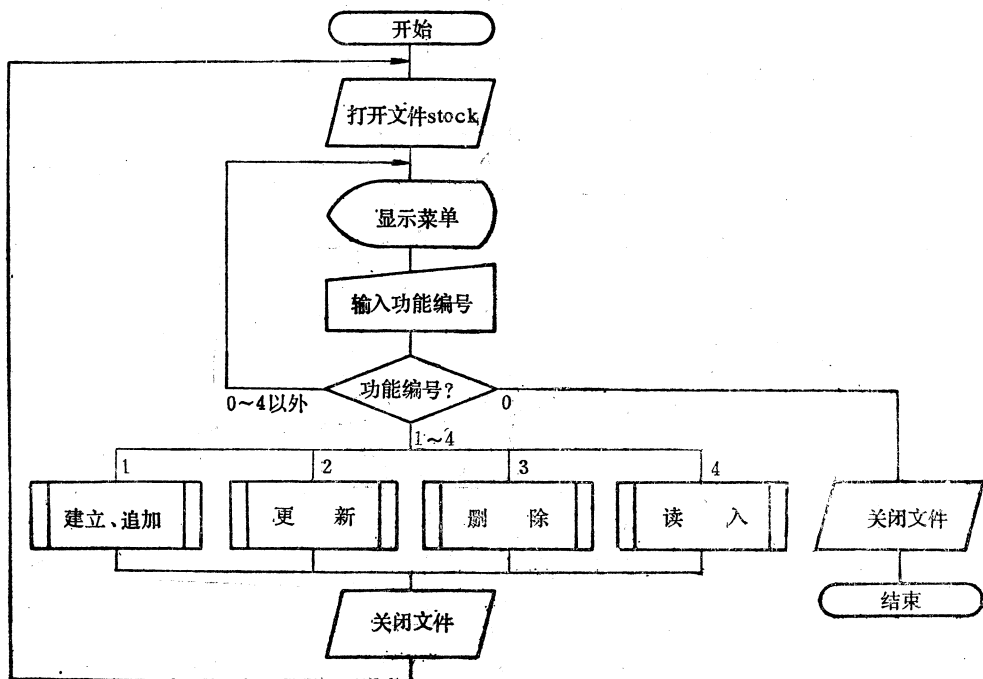 开始
打开文件stock
显示菜单
输入功能编号
功能编号?
0~4以外
0
1~4
1
2
3
4
建立、追加
更 新
删 除
读 入
关闭文件
结束
关闭文件